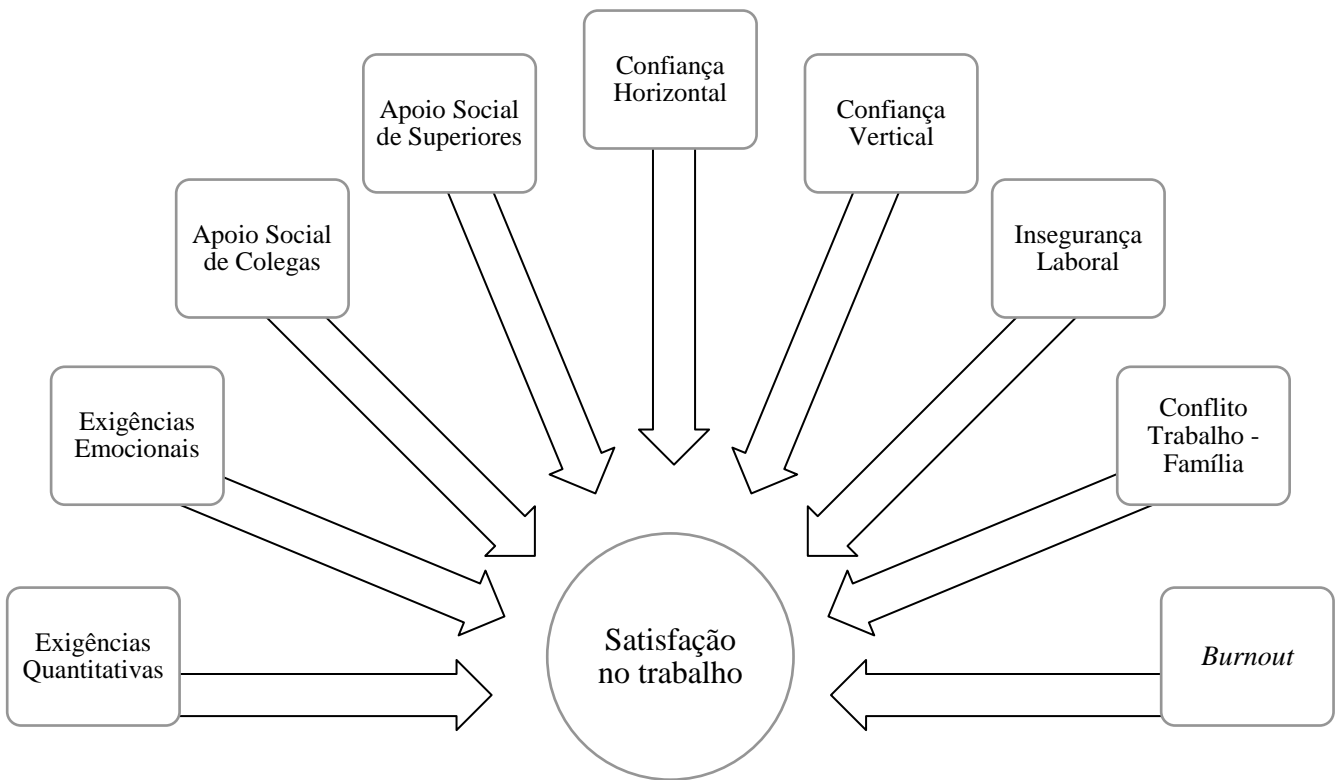 Confiança
Horizontal
Apoio Social
de Superiores
Confiança
Vertical
Apoio Social
de Colegas
Insegurança
Laboral
Exigências
Emocionais
Conflito
Trabalho -
Família
Exigências
Quantitativas
Satisfação
no trabalho
Burnout